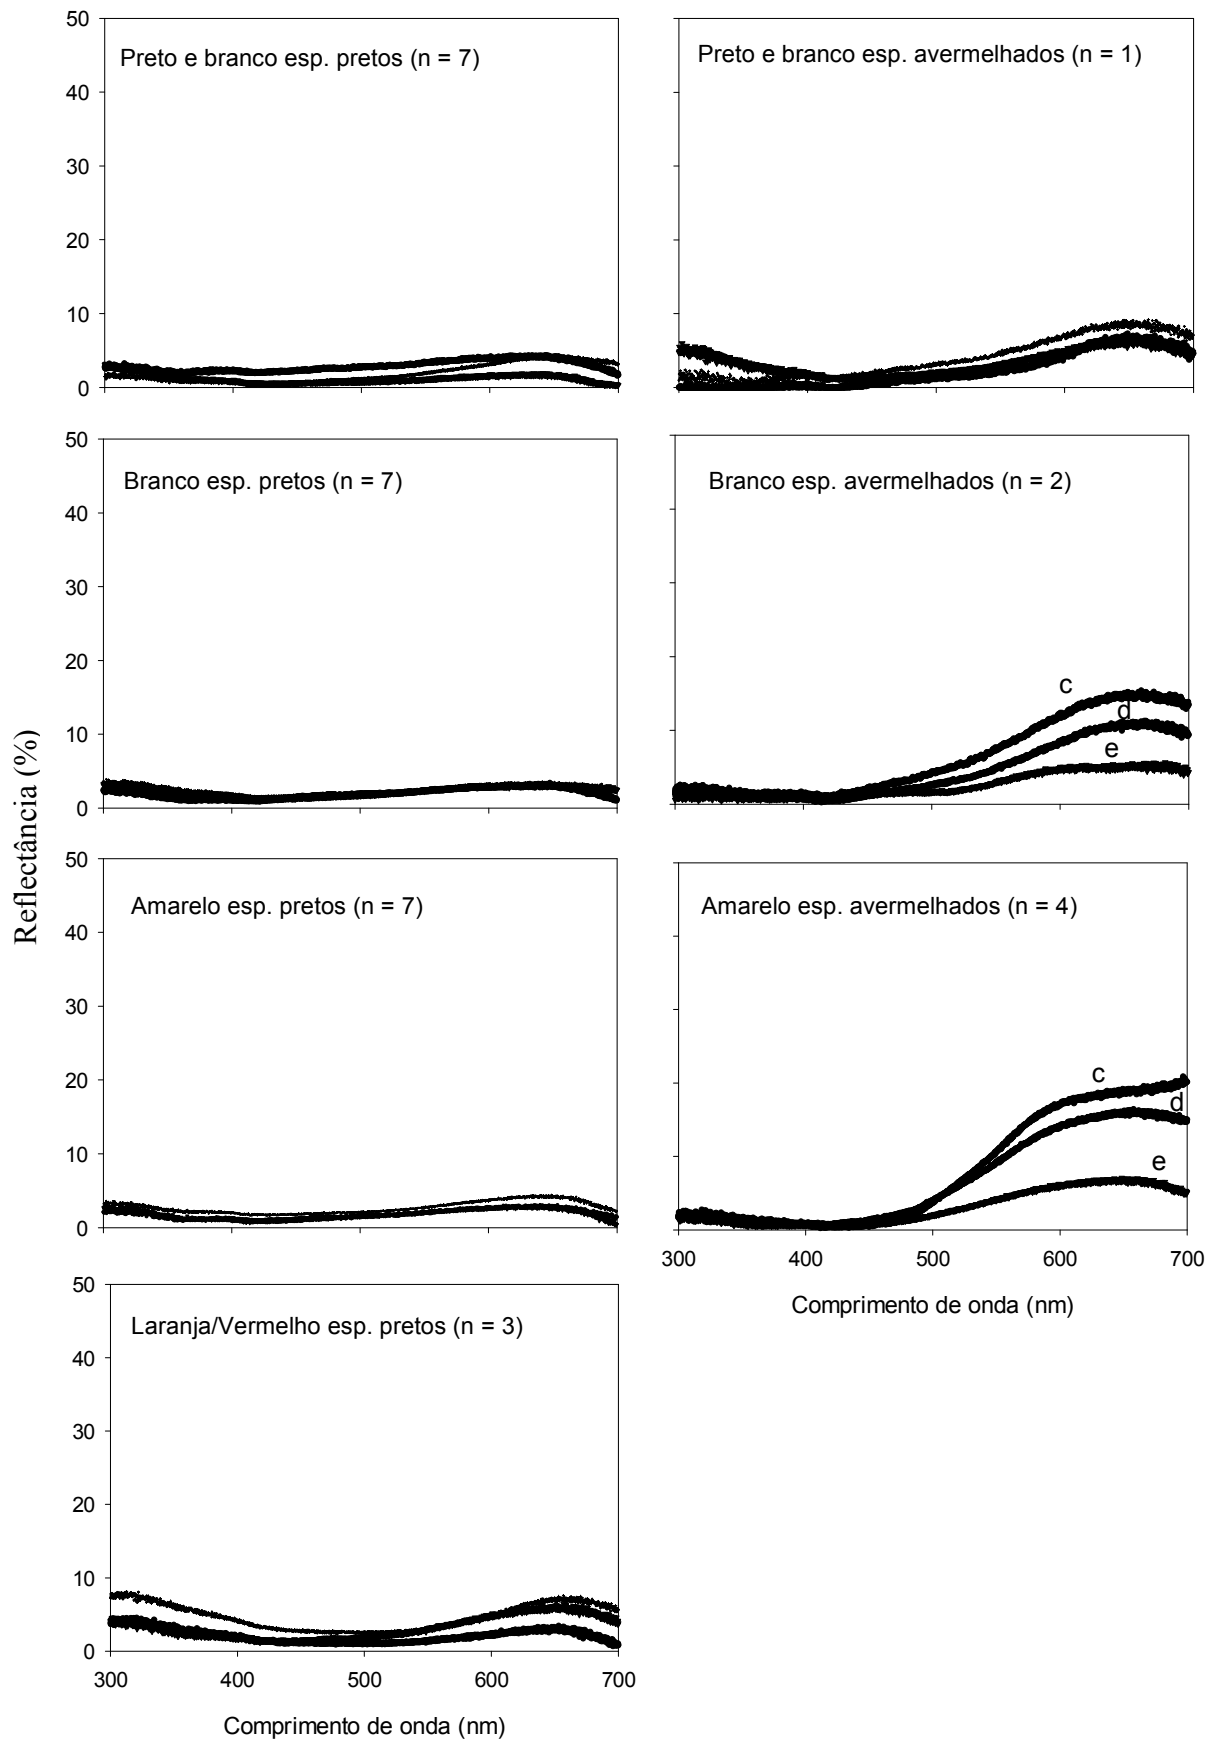 Reflectância (%)
50
40
30
20
10
0
Preto e branco esp. pretos (n = 7)
Preto e branco esp. avermelhados (n = 1)
50
40
30
20
10
0
Branco esp. pretos (n = 7)
Branco esp. avermelhados (n = 2)
c
d
e
50
40
30
20
10
0
Amarelo esp. pretos (n = 7)
Amarelo esp. avermelhados (n = 4)
c
d
e
300 400 500 600 700
Comprimento de onda (nm)
50
40
30
20
10
0
Laranja/Vermelho esp. pretos (n = 3)
300 400 500 600 700
Comprimento de onda (nm)